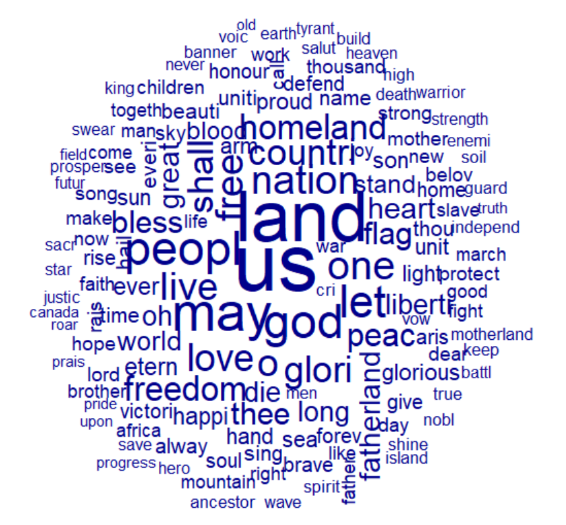 old
voic earth tyrant
banner work salut build
never honour call thousand heaven
king children uniti proud defend name high
togeth beauti death warrior
swear man sky blood homeland strong strength
field come everi great shall free arm countri joy son new mother enemi
prosper see nation stand belov soil
futur song sun home guard
make bless life land heart slave truth
now hail flag thou independ
sacr rise peopl us war one unit march
star faith ever live cri light protect
justic canada rais time oh may god let liberti good
roar vow fight
hope world peac aris motherland
prais lord etern love o glori dear keep
brother freedom die men fatherland glorious battl
pride victori happi thee long give true
upon africa day nobl
save alway hand sea forev shine
progress hero soul sing like island
mountain right brave
ancestor wave spirit father